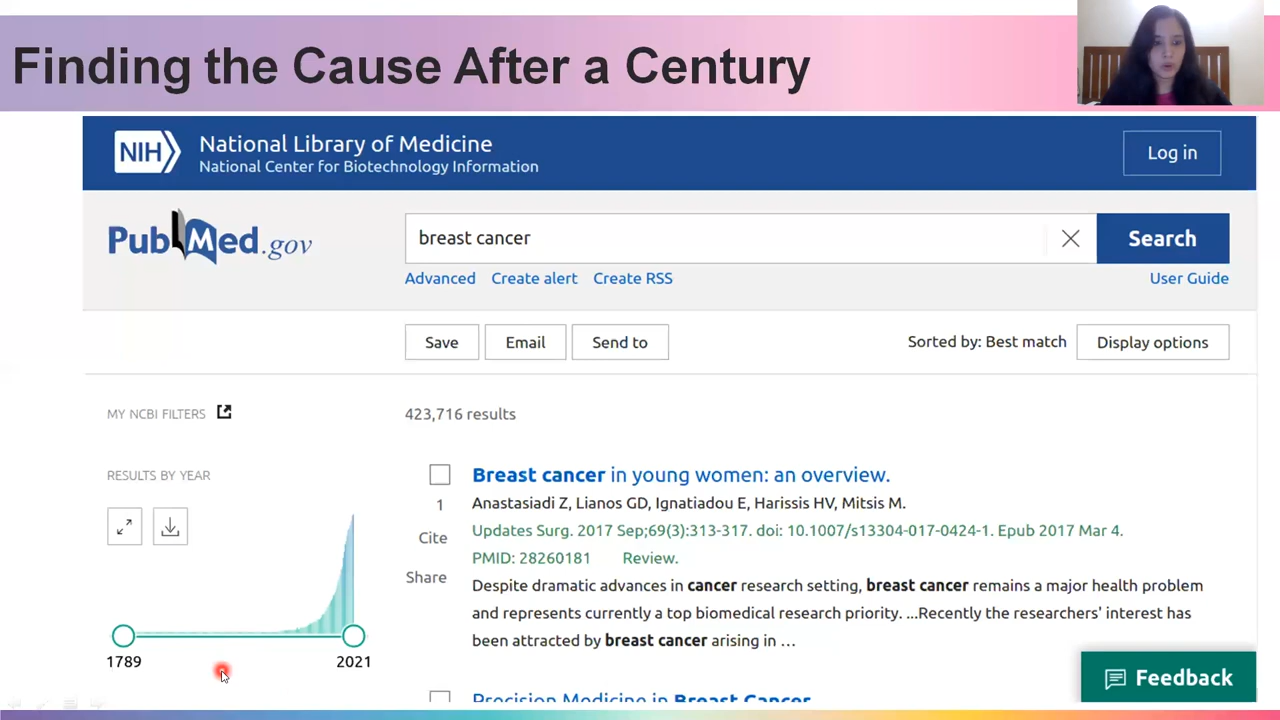 Finding the Cause After a Century
NIH
National Library of Medicine
National Center for Biotechnology Information
Log in
PubMed.gov
breast cancer
Search
Advanced
Create alert
Create RSS
User Guide
Save
Email
Send to
Sorted by: Best match
Display options
MY NCBI FILTERS
423,716 results
RESULTS BY YEAR
1789
2021
Breast cancer in young women: an overview.
1
Anastasiadi Z, Lianos GD, Ignatiadou E, Harissis HV, Mitsis M.
Cite
Updates Surg. 2017 Sep;69(3):313-317. doi: 10.1007/s13304-017-0424-1. Epub 2017 Mar 4.
PMID: 28260181 Review.
Share
Despite dramatic advances in cancer research setting, breast cancer remains a major health problem
and represents currently a top biomedical research priority. ...Recently the researchers' interest has
been attracted by breast cancer arising in …
Precision Medicine in Breast Cancer.
Feedback